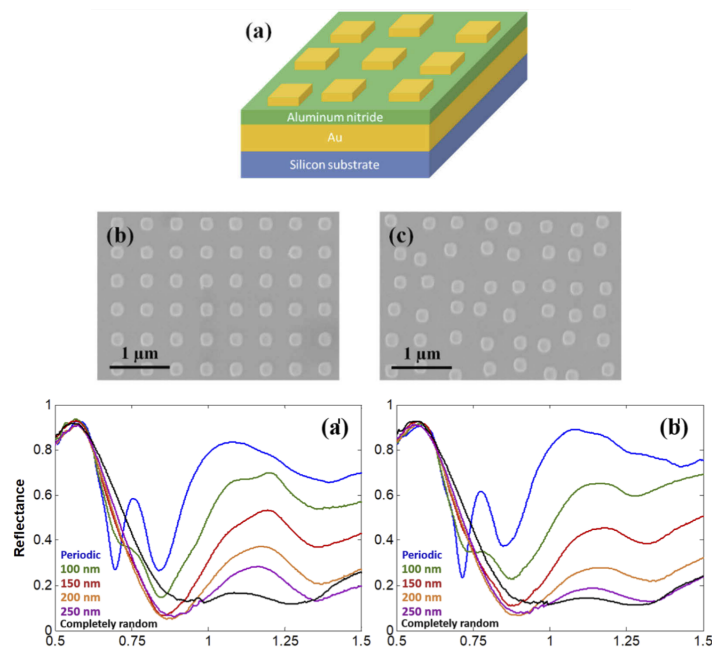 (a)
Aluminum nitride
Au
Silicon substrate
(b)
1 µm
(c)
1 µm
1
0.8
0.6
0.4
0.2
0
Reflectance
(a')
Periodic
100 nm
150 nm
200 nm
250 nm
Completely random
0.5
0.75
1
1.25
1.5
1
0.8
0.6
0.4
0.2
0
(b')
Periodic
100 nm
150 nm
200 nm
250 nm
Completely random
0.5
0.75
1
1.25
1.5